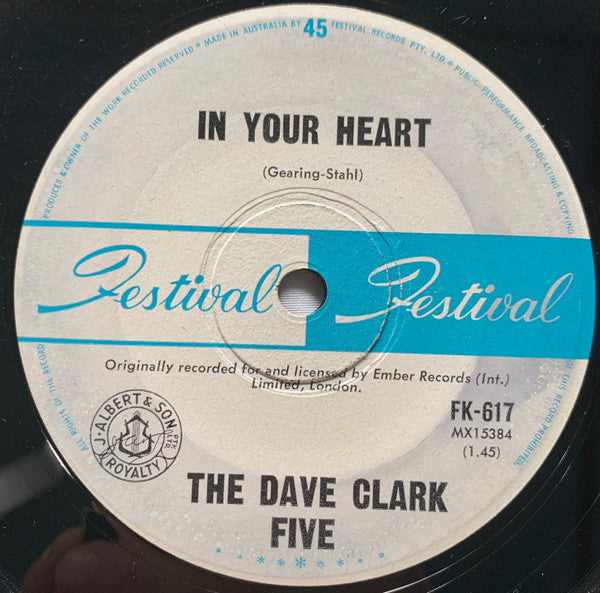 PRODUCER & OWNER OF THE WORK RECORDED RESERVED * MADE IN AUSTRALIA BY 45 FESTIVAL RECORDS PTY. LTD. * PUBLIC PERFORMANCE BROADCASTING & COPYING
OF THIS RECORD PROHIBITED.
ALL RIGHTS OF THE RECORD
IN YOUR HEART
(Gearing-Stahl)
Festival Festival
Originally recorded for and licensed by Ember Records (Int.)
Limited, London.
J. ALBERT & SON PTY. LTD.
ROYALTY
FK-617
MX15384
(1.45)
THE DAVE CLARK
FIVE